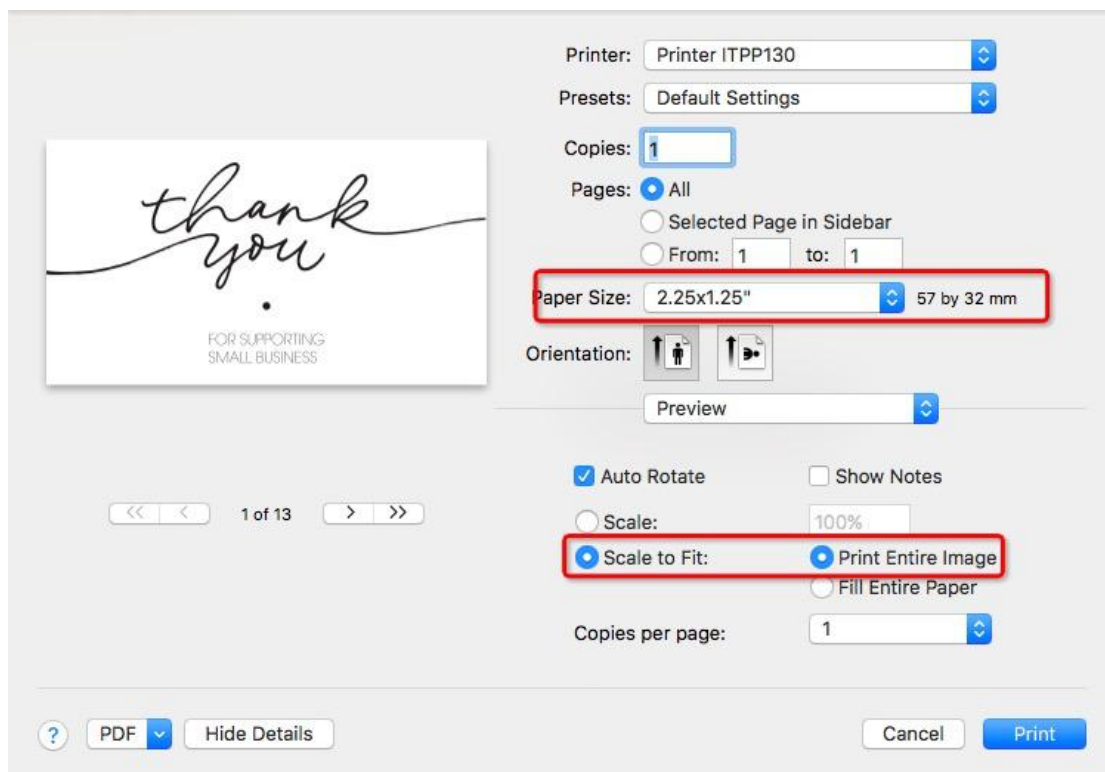 Printer: Printer ITPP130
Presets: Default Settings
Copies: 1
Pages: All
Selected Page in Sidebar
From: 1 to: 1
Paper Size: 2.25x1.25" 57 by 32 mm
Orientation:
Preview
thank
you
FOR SUPPORTING
SMALL BUSINESS
<< < 1 of 13 > >>
Auto Rotate Show Notes
Scale: 100%
Scale to Fit: Print Entire Image
Fill Entire Paper
Copies per page: 1
? PDF Hide Details Cancel Print